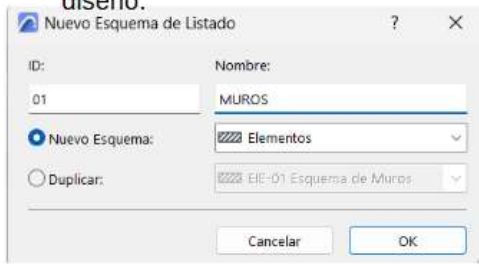 diseño.
Nuevo Esquema de Listado ? ×
ID: Nombre:
01 MUROS
Nuevo Esquema: Elementos
Duplicar: EIE-01 Esquema de Muros
Cancelar OK